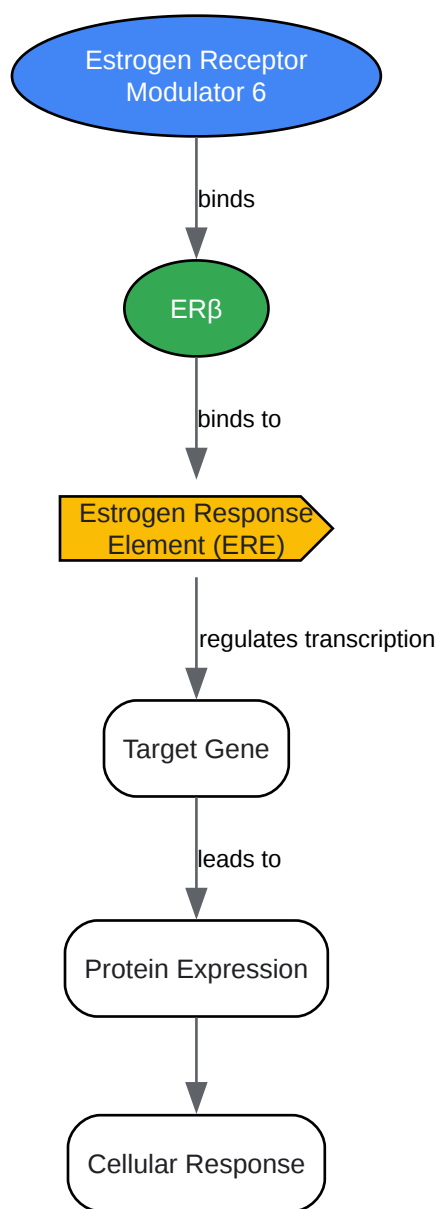 Estrogen Receptor
Modulator 6
binds
ERβ
binds to
Estrogen Response
Element (ERE)
regulates transcription
Target Gene
leads to
Protein Expression
Cellular Response